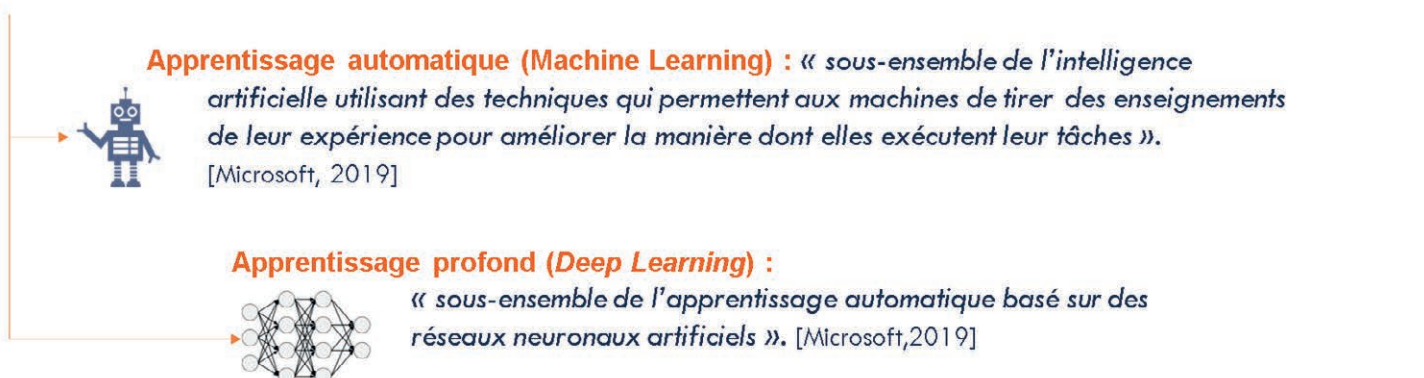 Apprentissage automatique (Machine Learning) : « sous-ensemble de l'intelligence
artificielle utilisant des techniques qui permettent aux machines de tirer des enseignements
de leur expérience pour améliorer la manière dont elles exécutent leur tâches ».
[Microsoft, 2019]
Apprentissage profond (Deep Learning) :
« sous-ensemble de l'apprentissage automatique basé sur des
réseaux neuronaux artificiels ». [Microsoft,2019]